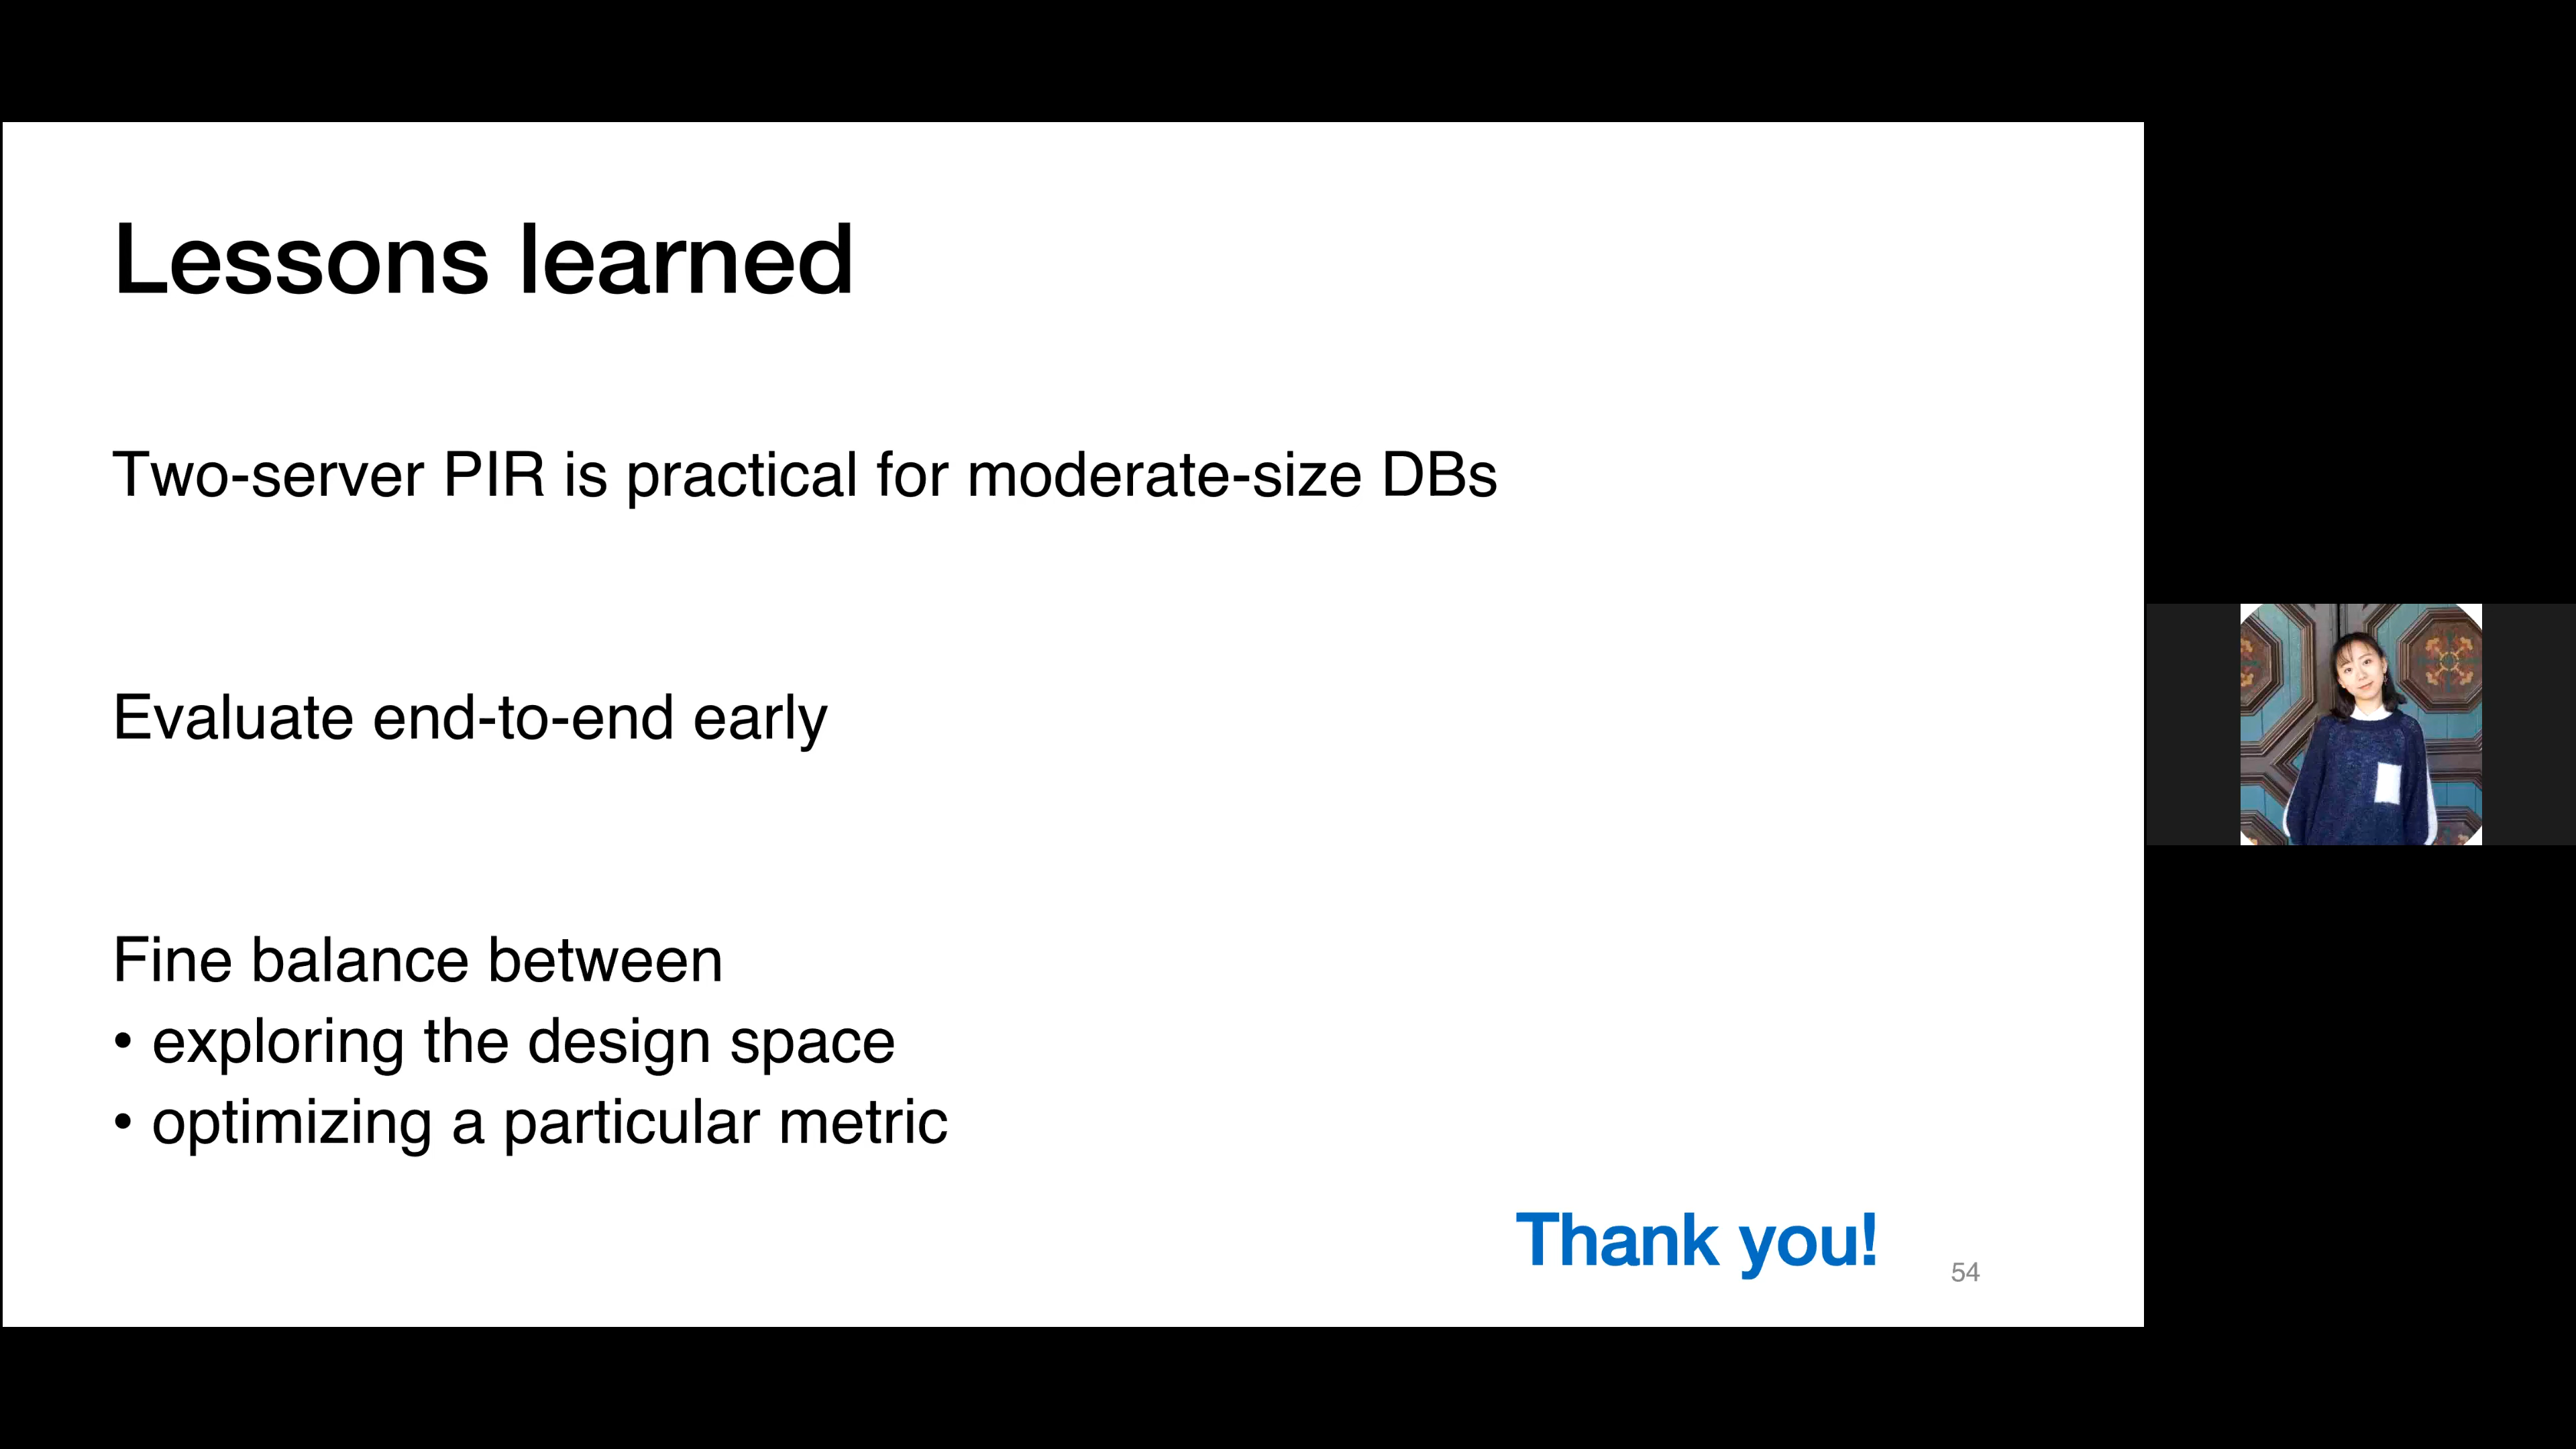 Lessons learned
Two-server PIR is practical for moderate-size DBs
Evaluate end-to-end early
Fine balance between
• exploring the design space
• optimizing a particular metric
Thank you!
54